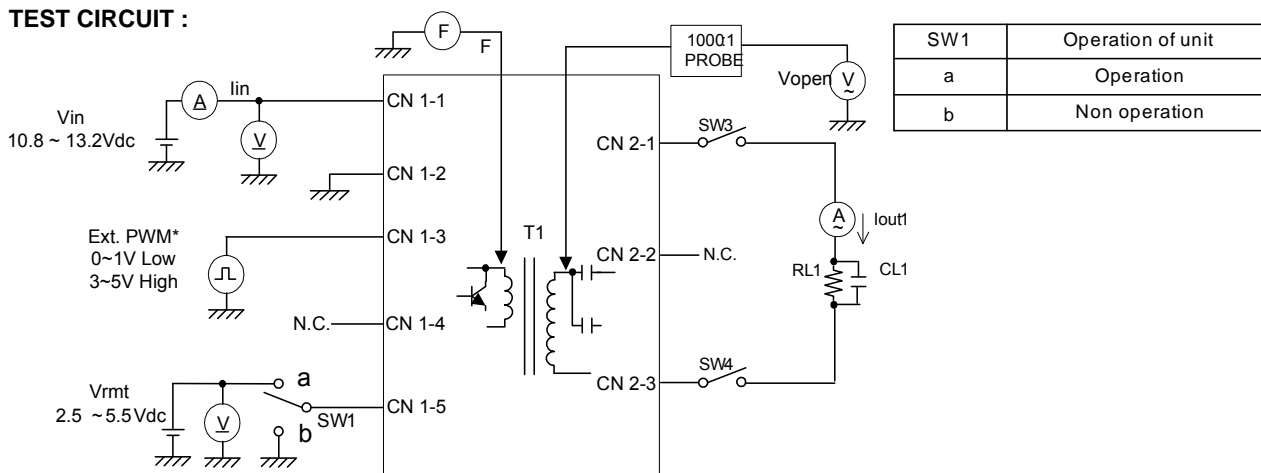 TEST CIRCUIT :
F
F
1000:1
PROBE
Vopen
V
~
SW1 Operation of unit
a Operation
b Non operation
A
Iin
CN 1-1
Vin
10.8 ~ 13.2Vdc
V
CN 2-1
SW3
CN 1-2
A
~
Iout1
Ext. PWM*
0~1V Low
3~5V High
CN 1-3
T1
CN 2-2
N.C.
RL1
CL1
N.C.
CN 1-4
SW4
CN 2-3
Vrmt
2.5 ~5.5Vdc
V
a
SW1
CN 1-5
b